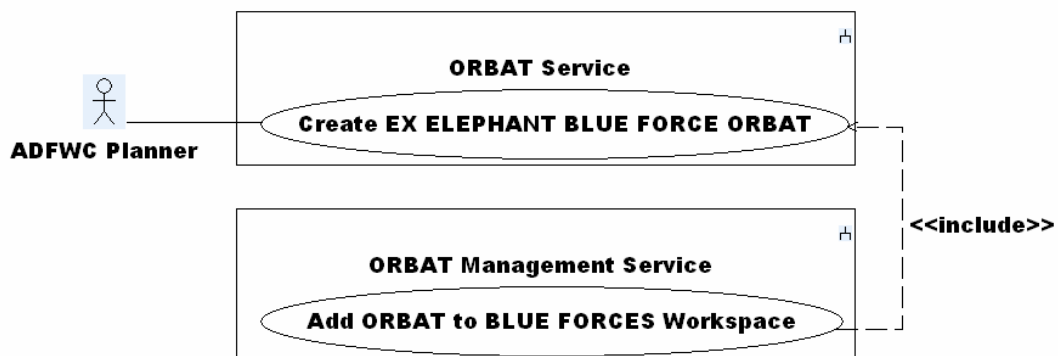 ORBAT Service
Create EX ELEPHANT BLUE FORCE ORBAT
ADFWC Planner
<<include>>
ORBAT Management Service
Add ORBAT to BLUE FORCES Workspace